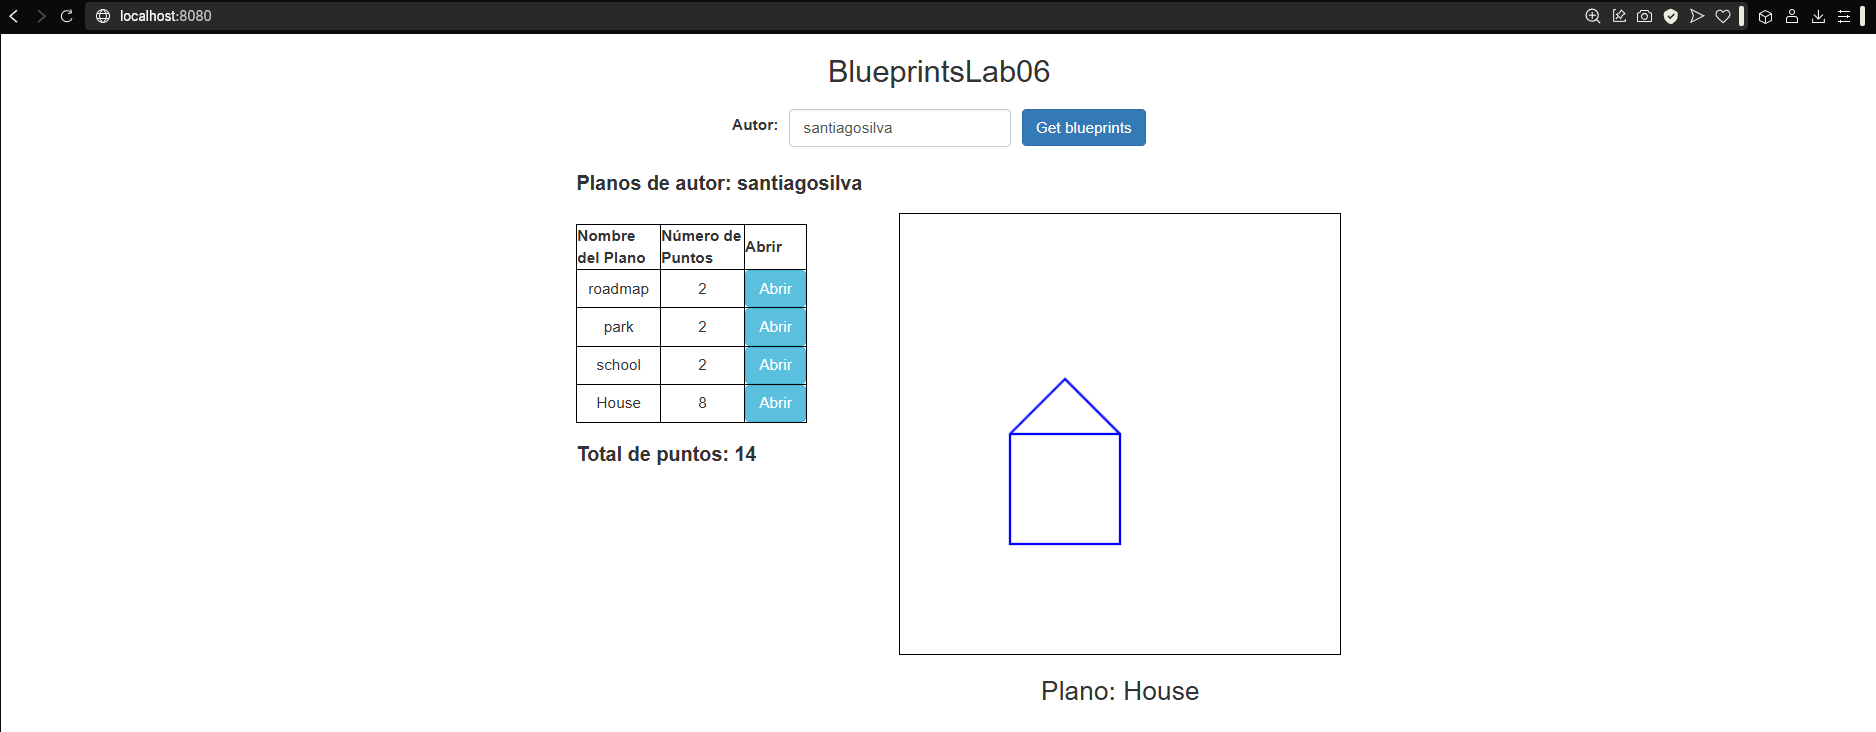 localhost:8080
BlueprintsLab06
Autor: santiagosilva Get blueprints
Planos de autor: santiagosilva
Nombre del Plano Número de Puntos Abrir
roadmap 2 Abrir
park 2 Abrir
school 2 Abrir
House 8 Abrir
Total de puntos: 14
Plano: House